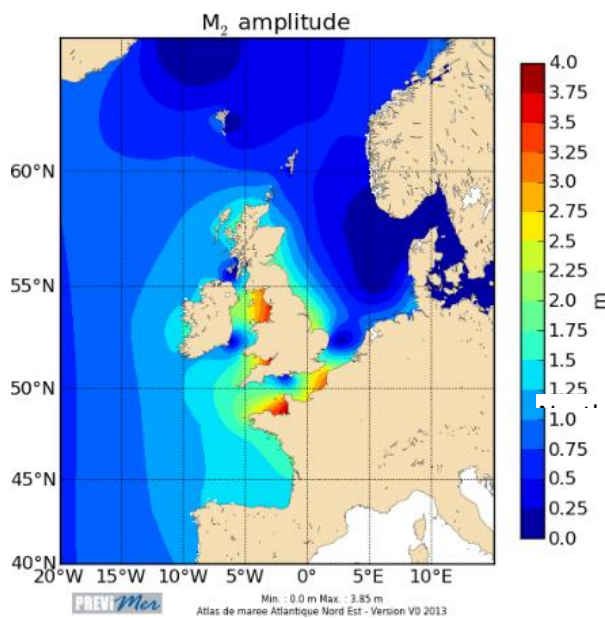 M₂ amplitude
60°N
55°N
50°N
45°N
40°N
20°W 15°W 10°W 5°W 0° 5°E 10°E
4.0
3.75
3.5
3.25
3.0
2.75
2.5
2.25
2.0
1.75
1.5
1.25
1.0
0.75
0.5
0.25
0.0
m
PREVIMER
Min. : 0.0 m Max. : 3.85 m
Atlas de maree Atlantique Nord Est - Version V0 2013